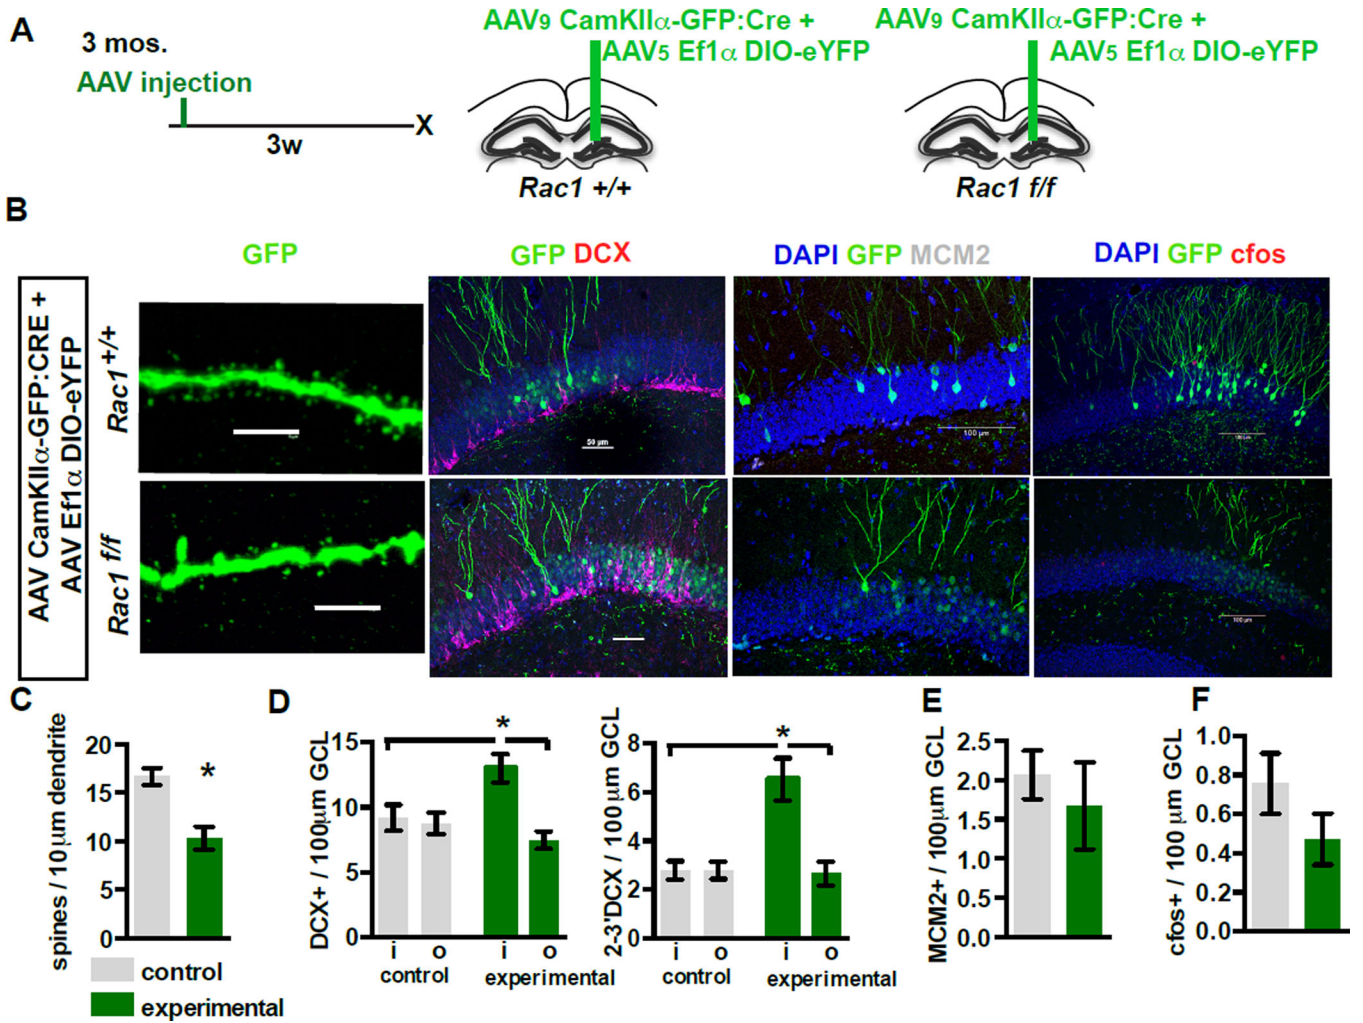 A
3 mos.
AAV injection
3w
X
AAV9 CamKIIα-GFP:Cre +
AAV5 Ef1α DIO-eYFP
Rac1 +/+
AAV9 CamKIIα-GFP:Cre +
AAV5 Ef1α DIO-eYFP
Rac1 f/f
B
GFP
GFP DCX
DAPI GFP MCM2
DAPI GFP cfos
AAV CamKIIα-GFP:CRE +
AAV Ef1α DIO-eYFP
Rac1+/+
50 µm
100 µm
Rac1 f/f
100 µm
C
spines / 10µm dendrite
20
15
10
5
0
*
control
experimental
D
DCX+ / 100µm GCL
15
10
5
0
*
i o i o
control experimental
2-3'DCX / 100 µm GCL
8
6
4
2
0
*
i o i o
control experimental
E
MCM2+ / 100µm GCL
2.5
2.0
1.5
1.0
0.5
0.0
F
cfos+ / 100 µm GCL
1.0
0.8
0.6
0.4
0.2
0.0